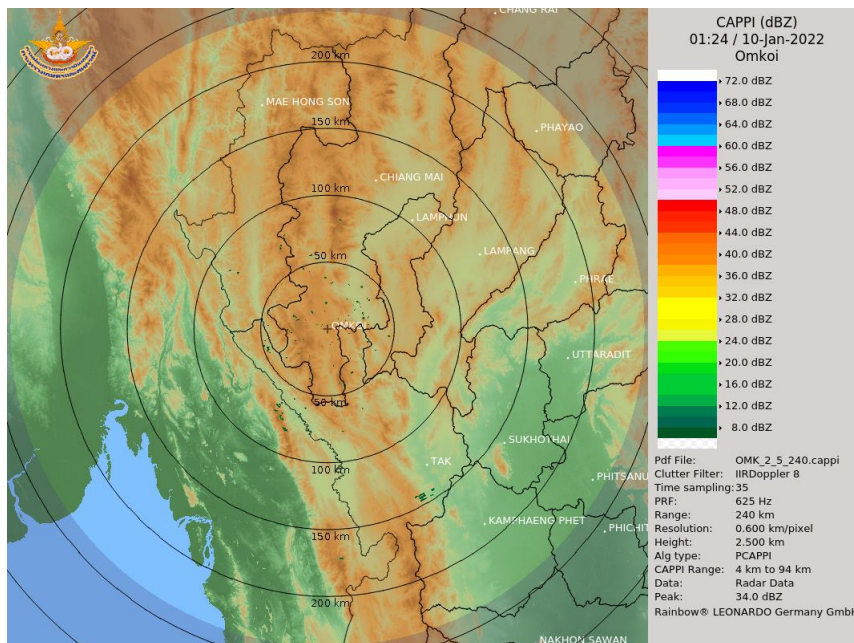 CHIANG RAI
200 km
MAE HONG SON
150 km
PHAYAO
CHIANG MAI
100 km
LAMPHUN
LAMPANG
50 km
PHRAE
OMKOI
UTTARADIT
50 km
SUKHOTHAI
TAK
100 km
PHITSANU
KAMPHAENG PHET
PHICHIT
150 km
200 km
NAKHON SAWAN
CAPPI (dBZ)
01:24 / 10-Jan-2022
Omkoi
72.0 dBZ
68.0 dBZ
64.0 dBZ
60.0 dBZ
56.0 dBZ
52.0 dBZ
48.0 dBZ
44.0 dBZ
40.0 dBZ
36.0 dBZ
32.0 dBZ
28.0 dBZ
24.0 dBZ
20.0 dBZ
16.0 dBZ
12.0 dBZ
8.0 dBZ
Pdf File: OMK_2_5_240.cappi
Clutter Filter: IIRDoppler 8
Time sampling: 35
PRF: 625 Hz
Range: 240 km
Resolution: 0.600 km/pixel
Height: 2.500 km
Alg type: PCAPPI
CAPPI Range: 4 km to 94 km
Data: Radar Data
Peak: 34.0 dBZ
Rainbow® LEONARDO Germany GmbH